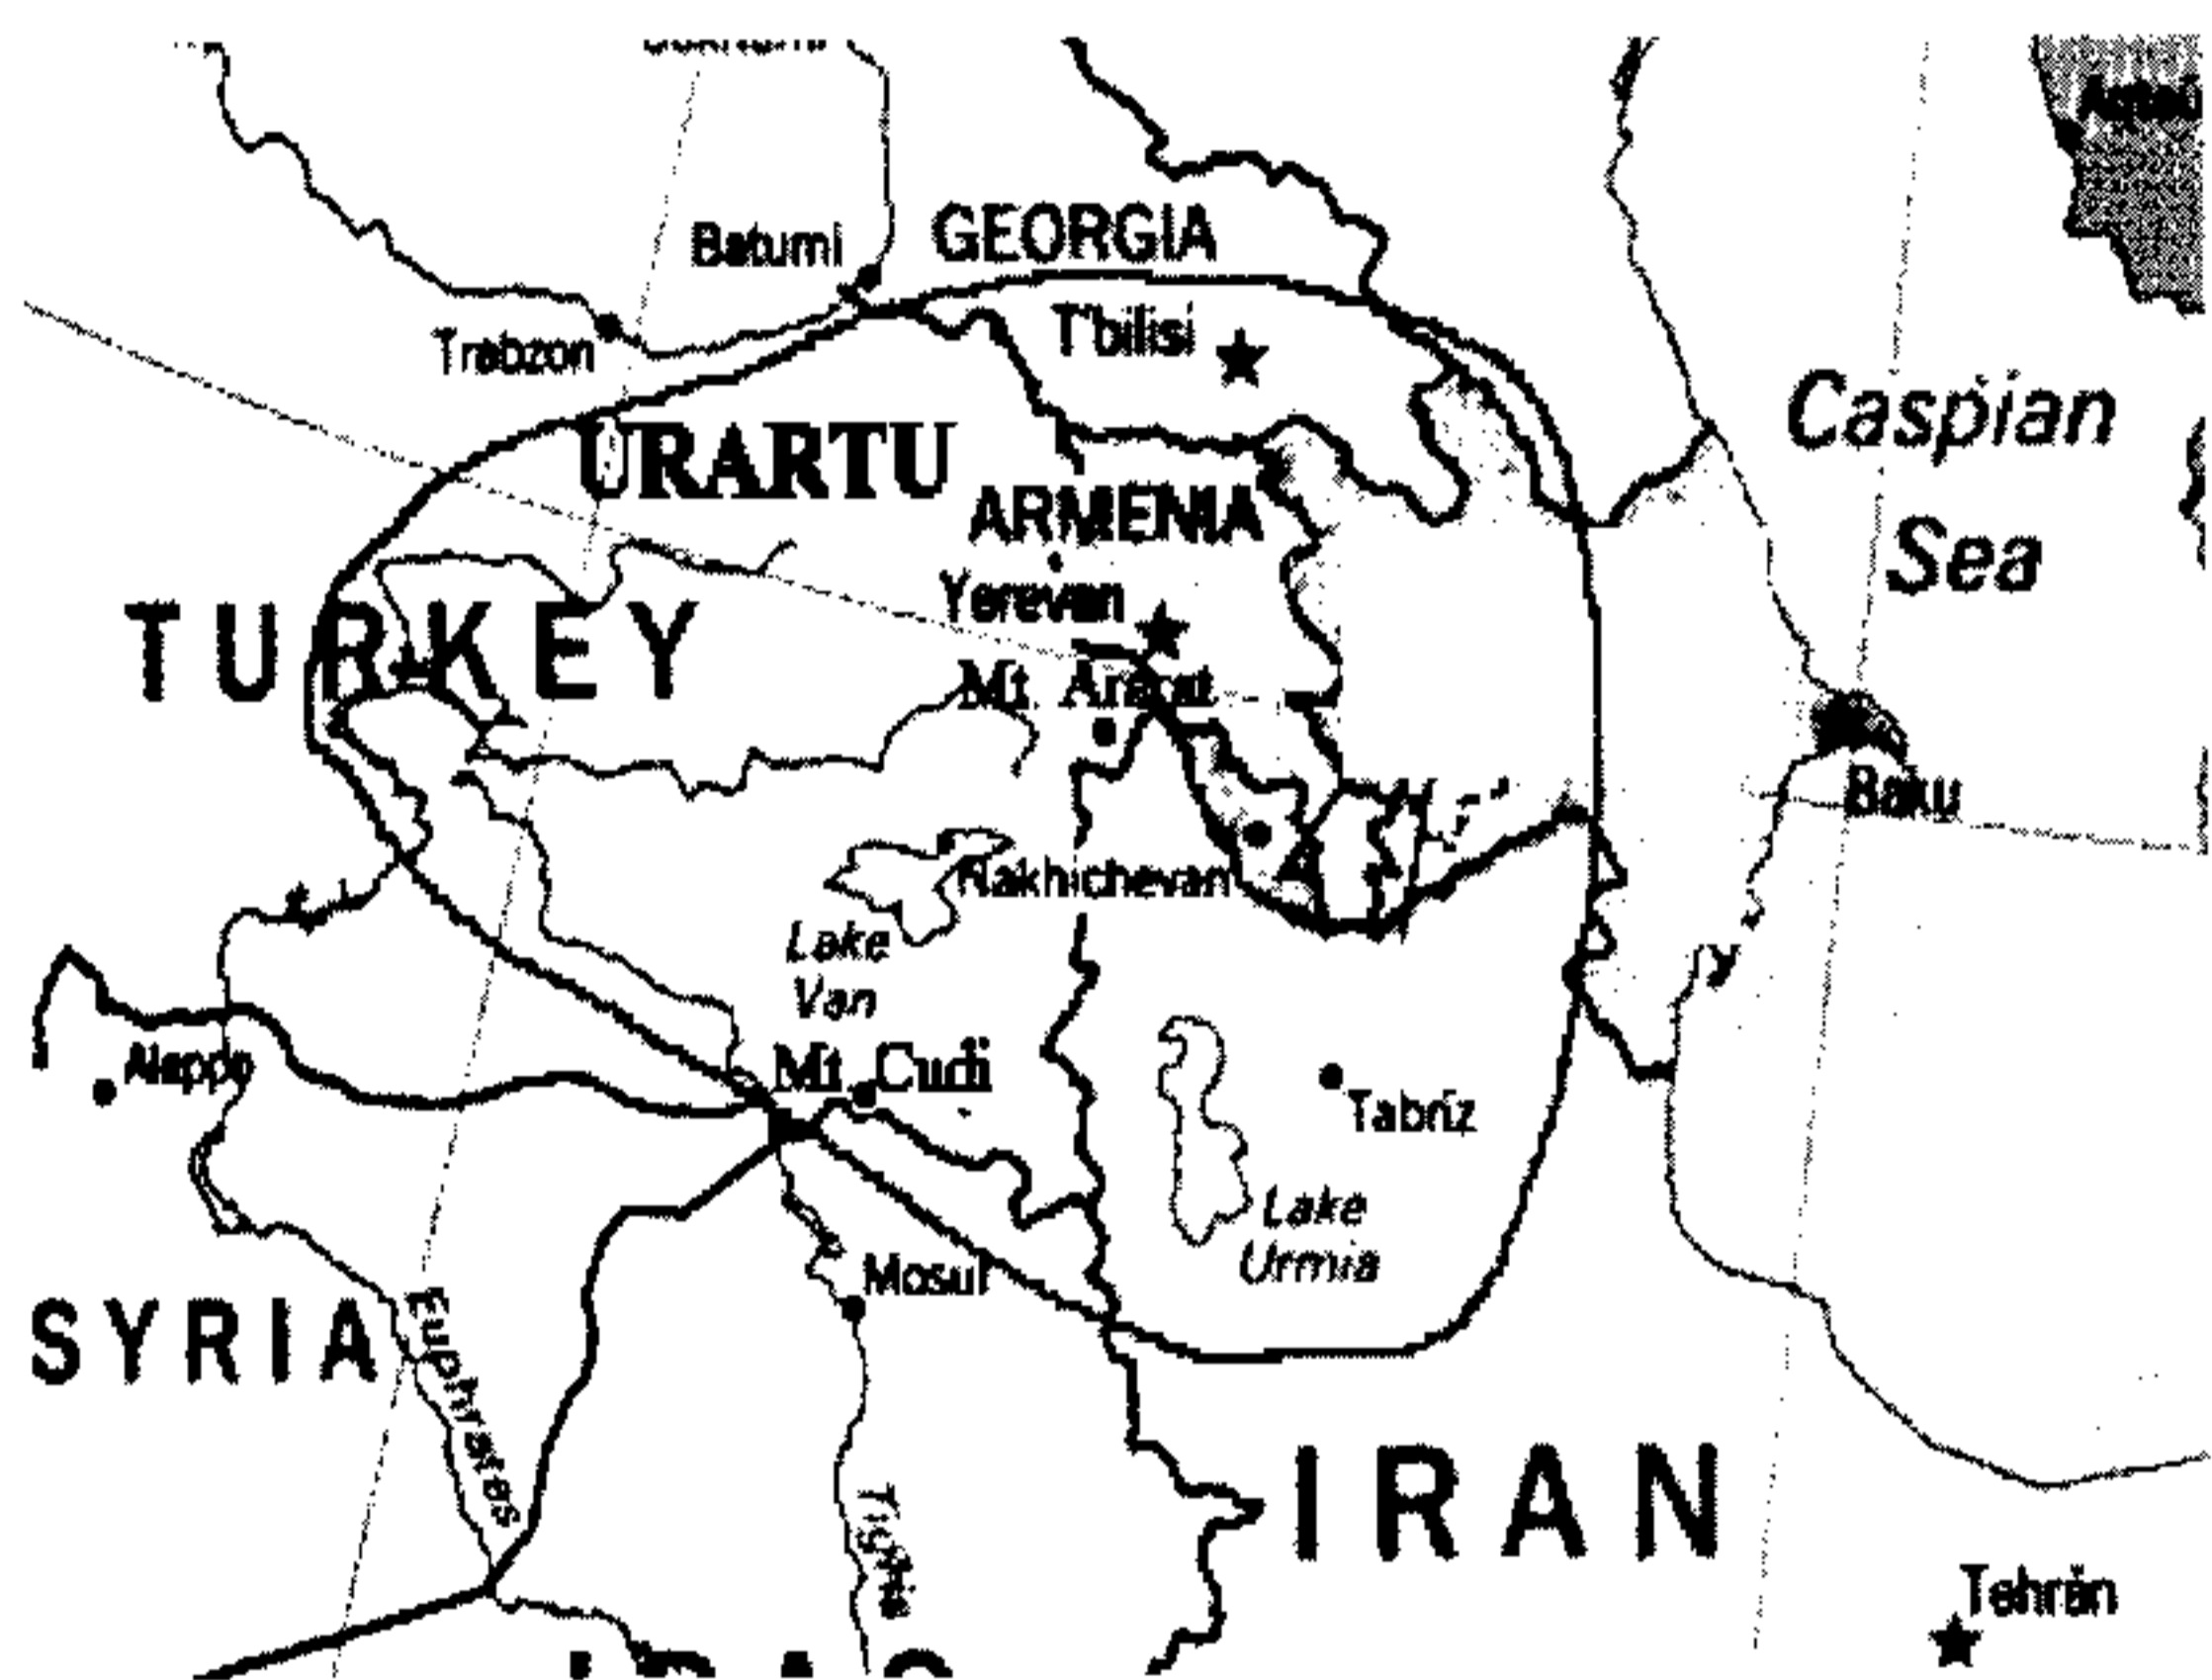 GEORGIA
Batumi
T'bilisi
Trabzon
Caspian
Sea
URARTU
ARMENIA
Yerevan
TURKEY
Mt. Ararat
Baku
Nakhichevan
Lake
Van
Mt. Cudi
Aleppo
Tabriz
Lake
Urmia
Mosul
SYRIA
Euphrates
Tigris
IRAN
Tehrān